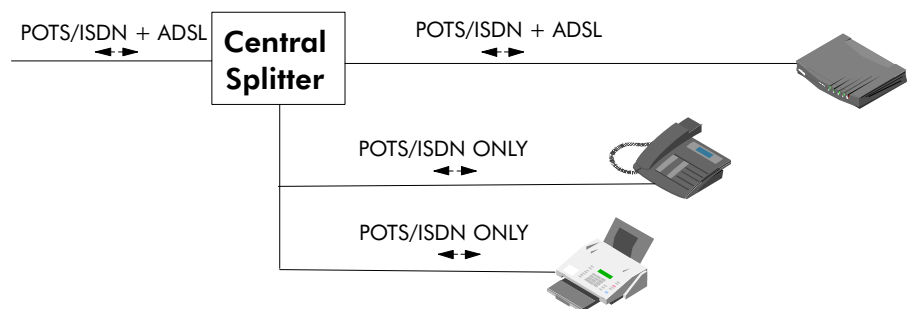 POTS/ISDN + ADSL
Central
Splitter
POTS/ISDN + ADSL
POTS/ISDN ONLY
POTS/ISDN ONLY